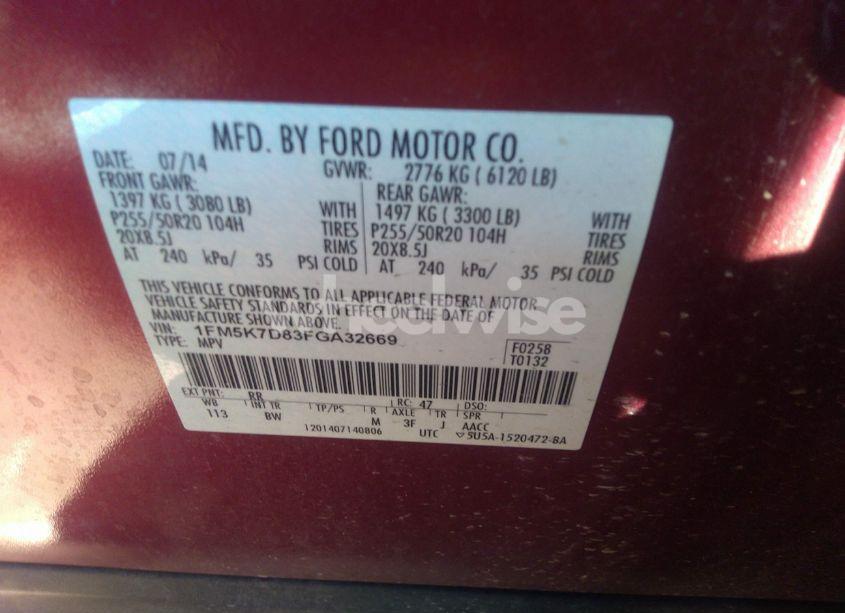 MFD. BY FORD MOTOR CO.
DATE: 07/14 GVWR: 2776 KG ( 6120 LB)
FRONT GAWR: REAR GAWR:
1397 KG ( 3080 LB) WITH 1497 KG ( 3300 LB) WITH
P255/50R20 104H TIRES P255/50R20 104H TIRES
20X8.5J RIMS 20X8.5J RIMS
AT 240 kPa/ 35 PSI COLD AT 240 kPa/ 35 PSI COLD
THIS VEHICLE CONFORMS TO ALL APPLICABLE FEDERAL MOTOR
VEHICLE SAFETY STANDARDS IN EFFECT ON THE DATE OF
MANUFACTURE SHOWN ABOVE.
VIN: 1FM5K7D83FGA32669 F0258
TYPE: MPV T0132
EXT PNT: RR RC: 47 DSO:
WB INT TR TP/PS R AXLE TR SPR
113 BW M 3F J AACC
1201407140806 UTC 5U5A-1520472-BA